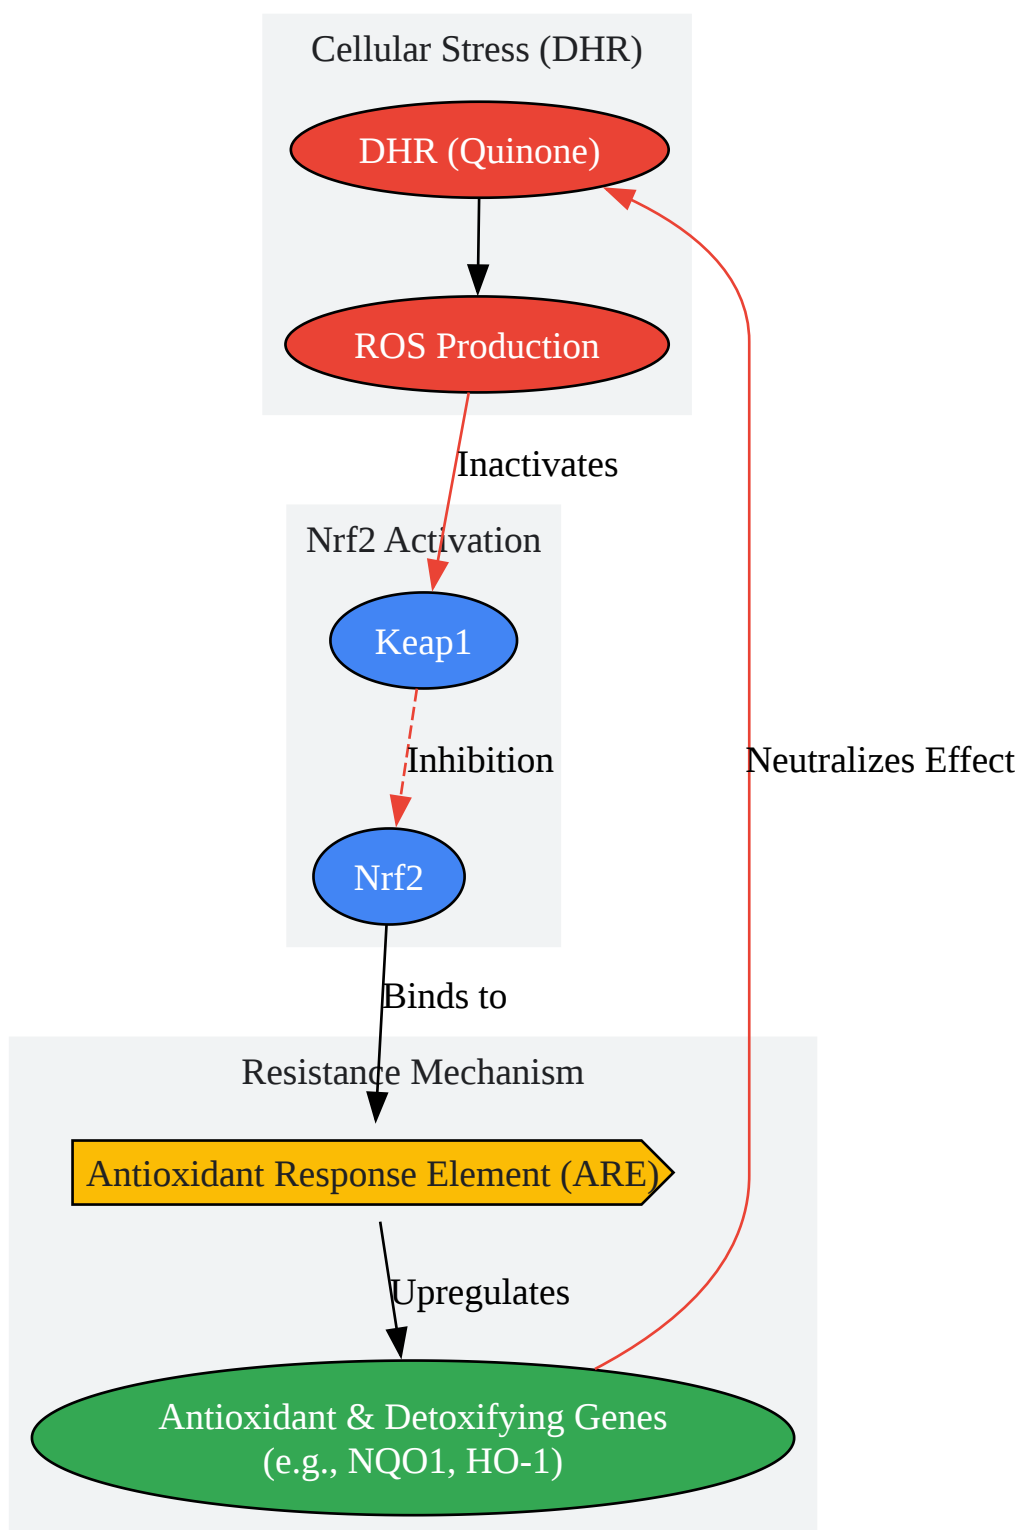 Cellular Stress (DHR)
DHR (Quinone)
ROS Production
Inactivates
Nrf2 Activation
Keap1
Inhibition
Neutralizes Effect
Nrf2
Binds to
Resistance Mechanism
Antioxidant Response Element (ARE)
Upregulates
Antioxidant & Detoxifying Genes
(e.g., NQO1, HO-1)